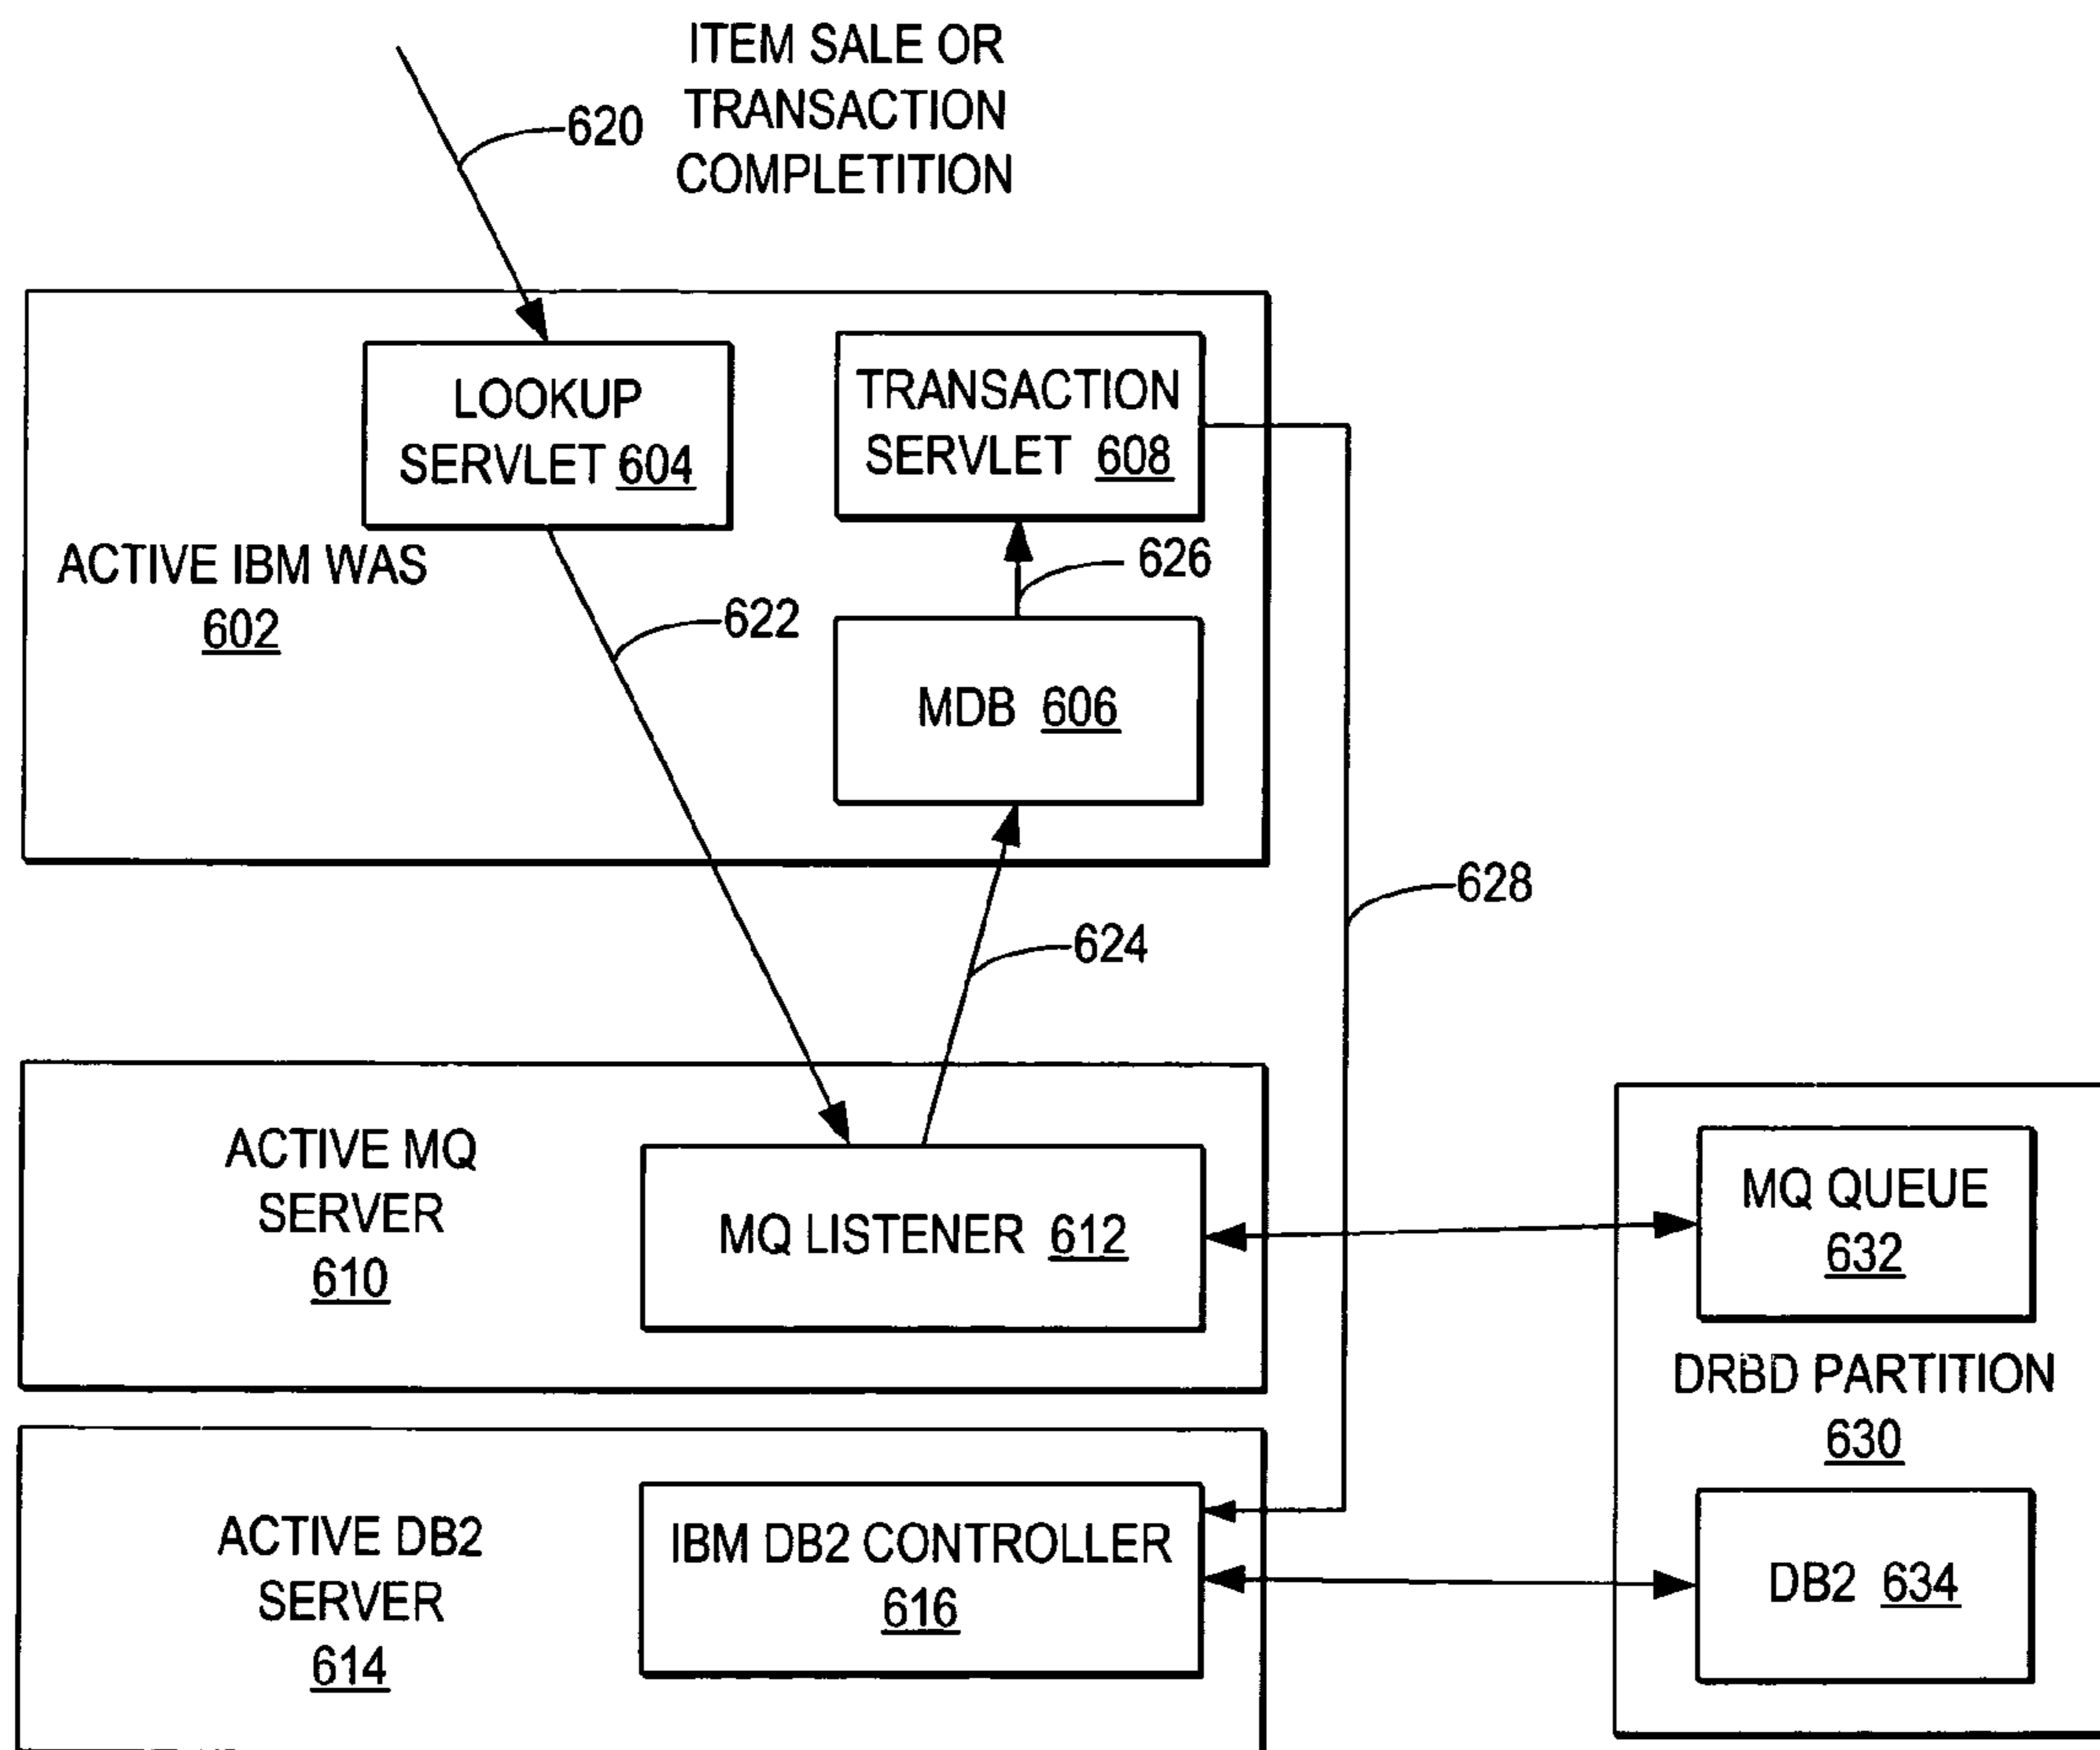 ITEM SALE OR
TRANSACTION
COMPLETITION
620
LOOKUP
SERVLET 604
TRANSACTION
SERVLET 608
ACTIVE IBM WAS
602
626
622
MDB 606
628
624
ACTIVE MQ
SERVER
610
MQ LISTENER 612
MQ QUEUE
632
DRBD PARTITION
630
ACTIVE DB2
SERVER
614
IBM DB2 CONTROLLER
616
DB2 634